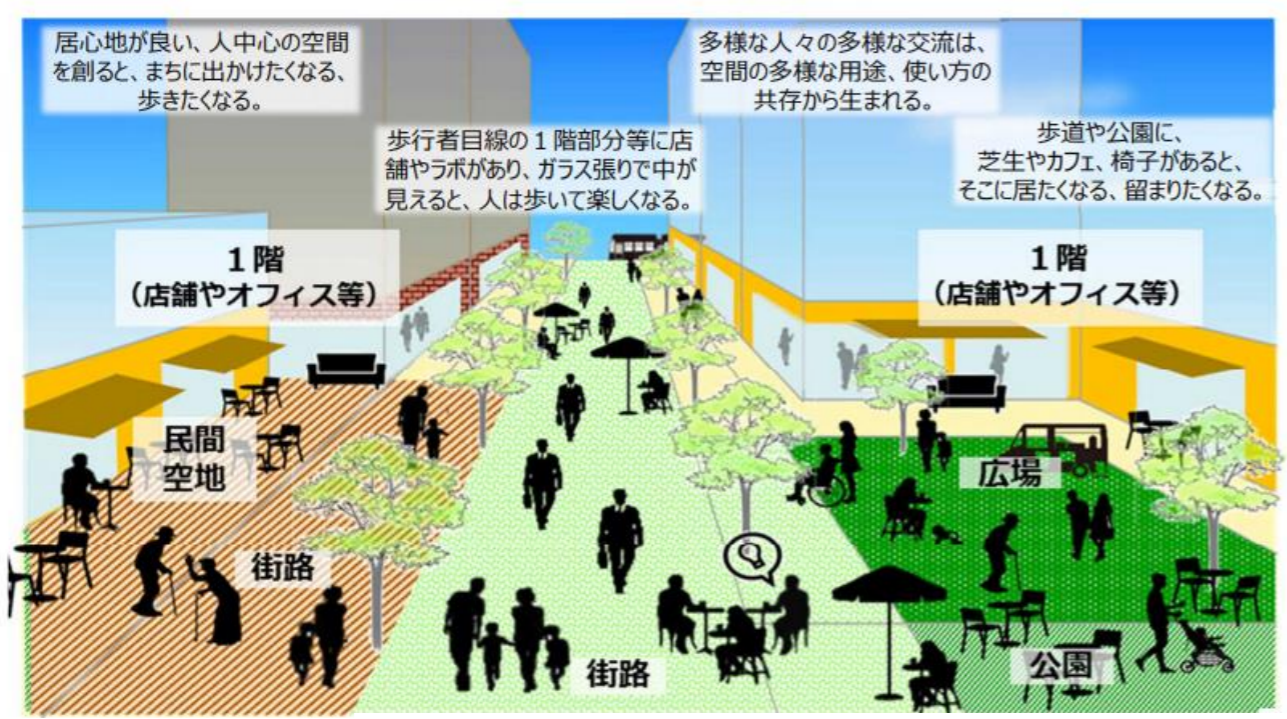 居心地が良い、人中心の空間
を創ると、まちに出かけたくなる、
歩きたくなる。
多様な人々の多様な交流は、
空間の多様な用途、使い方の
共存から生まれる。
歩行者目線の1階部分等に店
舗やラボがあり、ガラス張りで中が
見えると、人は歩いて楽しくなる。
歩道や公園に、
芝生やカフェ、椅子があると、
そこに居たくなる、留まりたくなる。
1階
(店舗やオフィス等)
1階
(店舗やオフィス等)
民間
空地
広場
街路
街路
公園